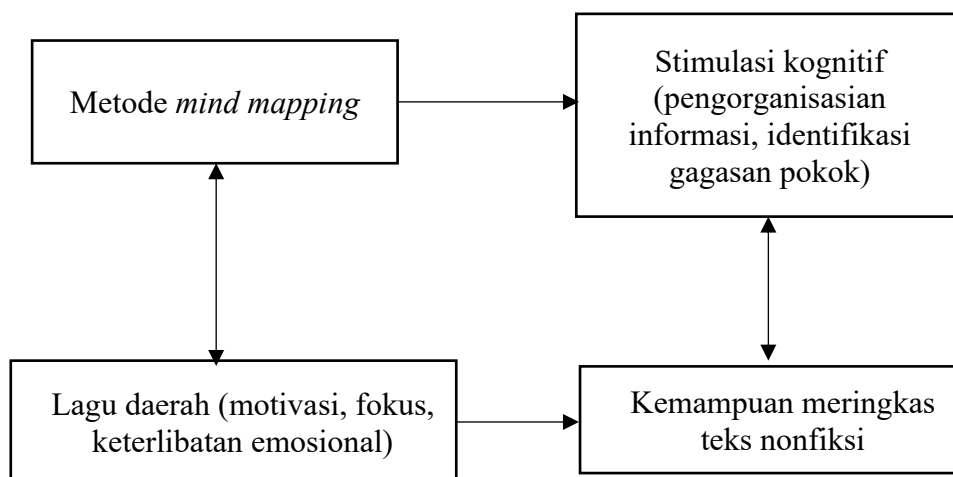 Metode mind mapping
Stimulasi kognitif
(pengorganisasian
informasi, identifikasi
gagasan pokok)
Lagu daerah (motivasi, fokus,
keterlibatan emosional)
Kemampuan meringkas
teks nonfiksi